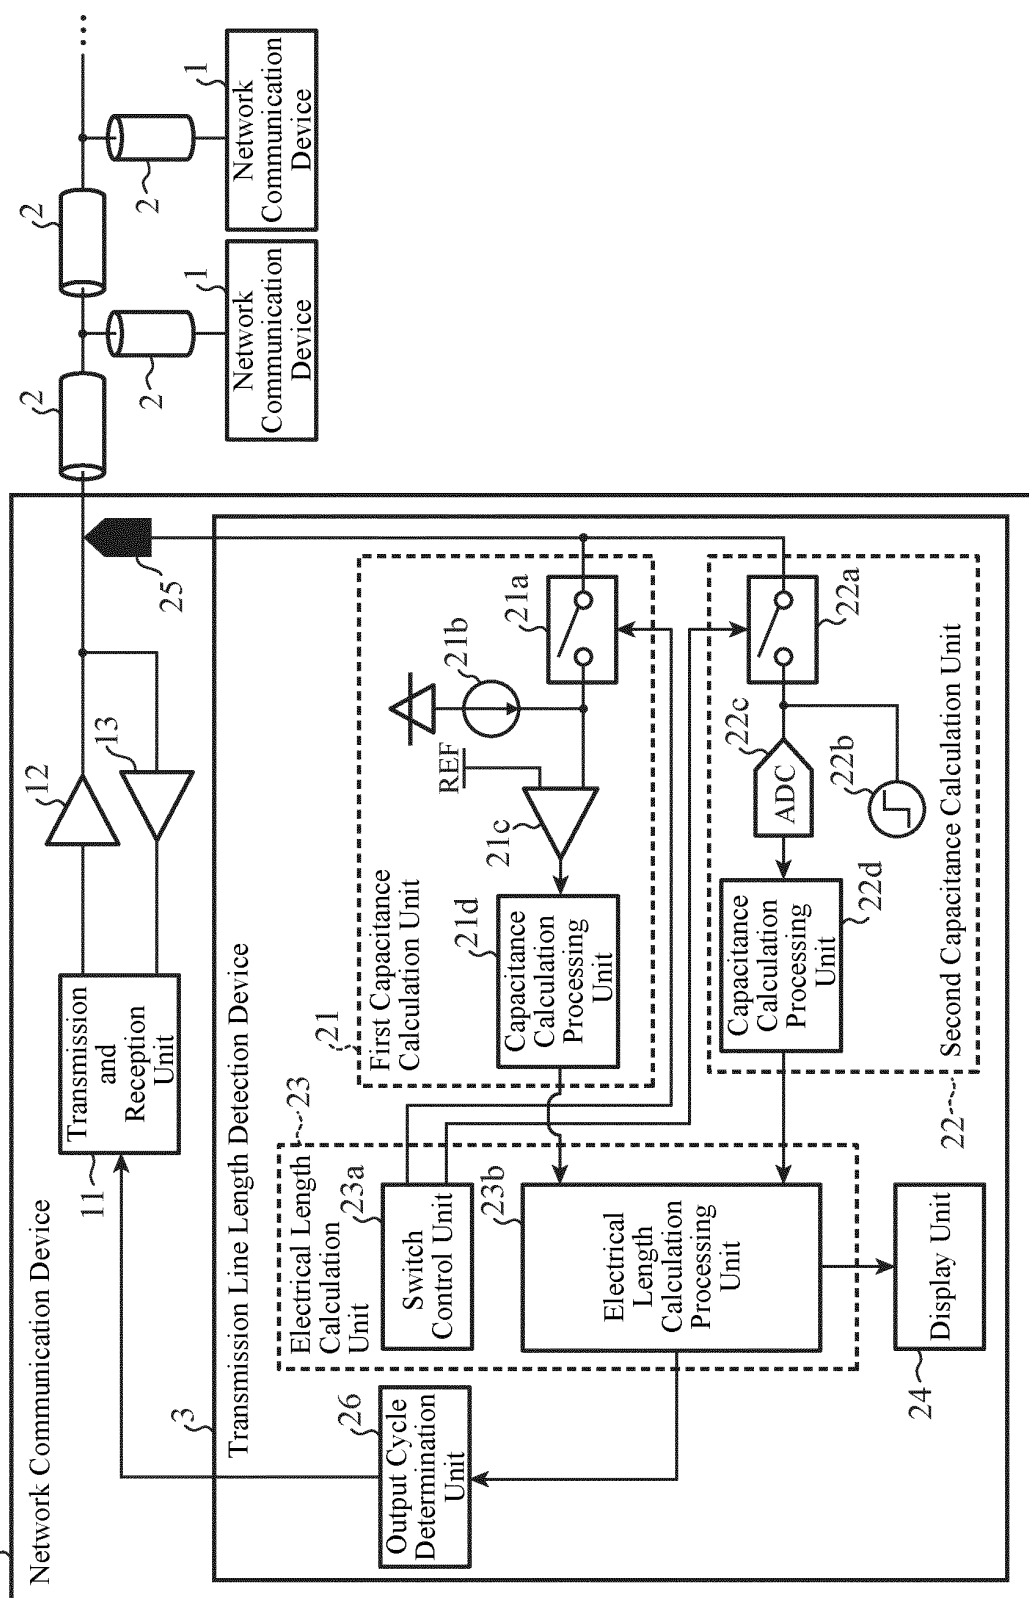 Network Communication Device
11
Transmission
and
Reception
Unit
12
13
25
2
2
2
2
1
Network
Communication
Device
1
Network
Communication
Device
3
Transmission Line Length Detection Device
26
Output Cycle
Determination
Unit
23
Electrical Length
Calculation
Unit
23a
Switch
Control Unit
23b
Electrical
Length
Calculation
Processing
Unit
24
Display Unit
21
First Capacitance
Calculation Unit
21d
Capacitance
Calculation
Processing
Unit
21c
REF
21b
21a
22
Second Capacitance Calculation Unit
22d
Capacitance
Calculation
Processing
Unit
22c
ADC
22b
22a